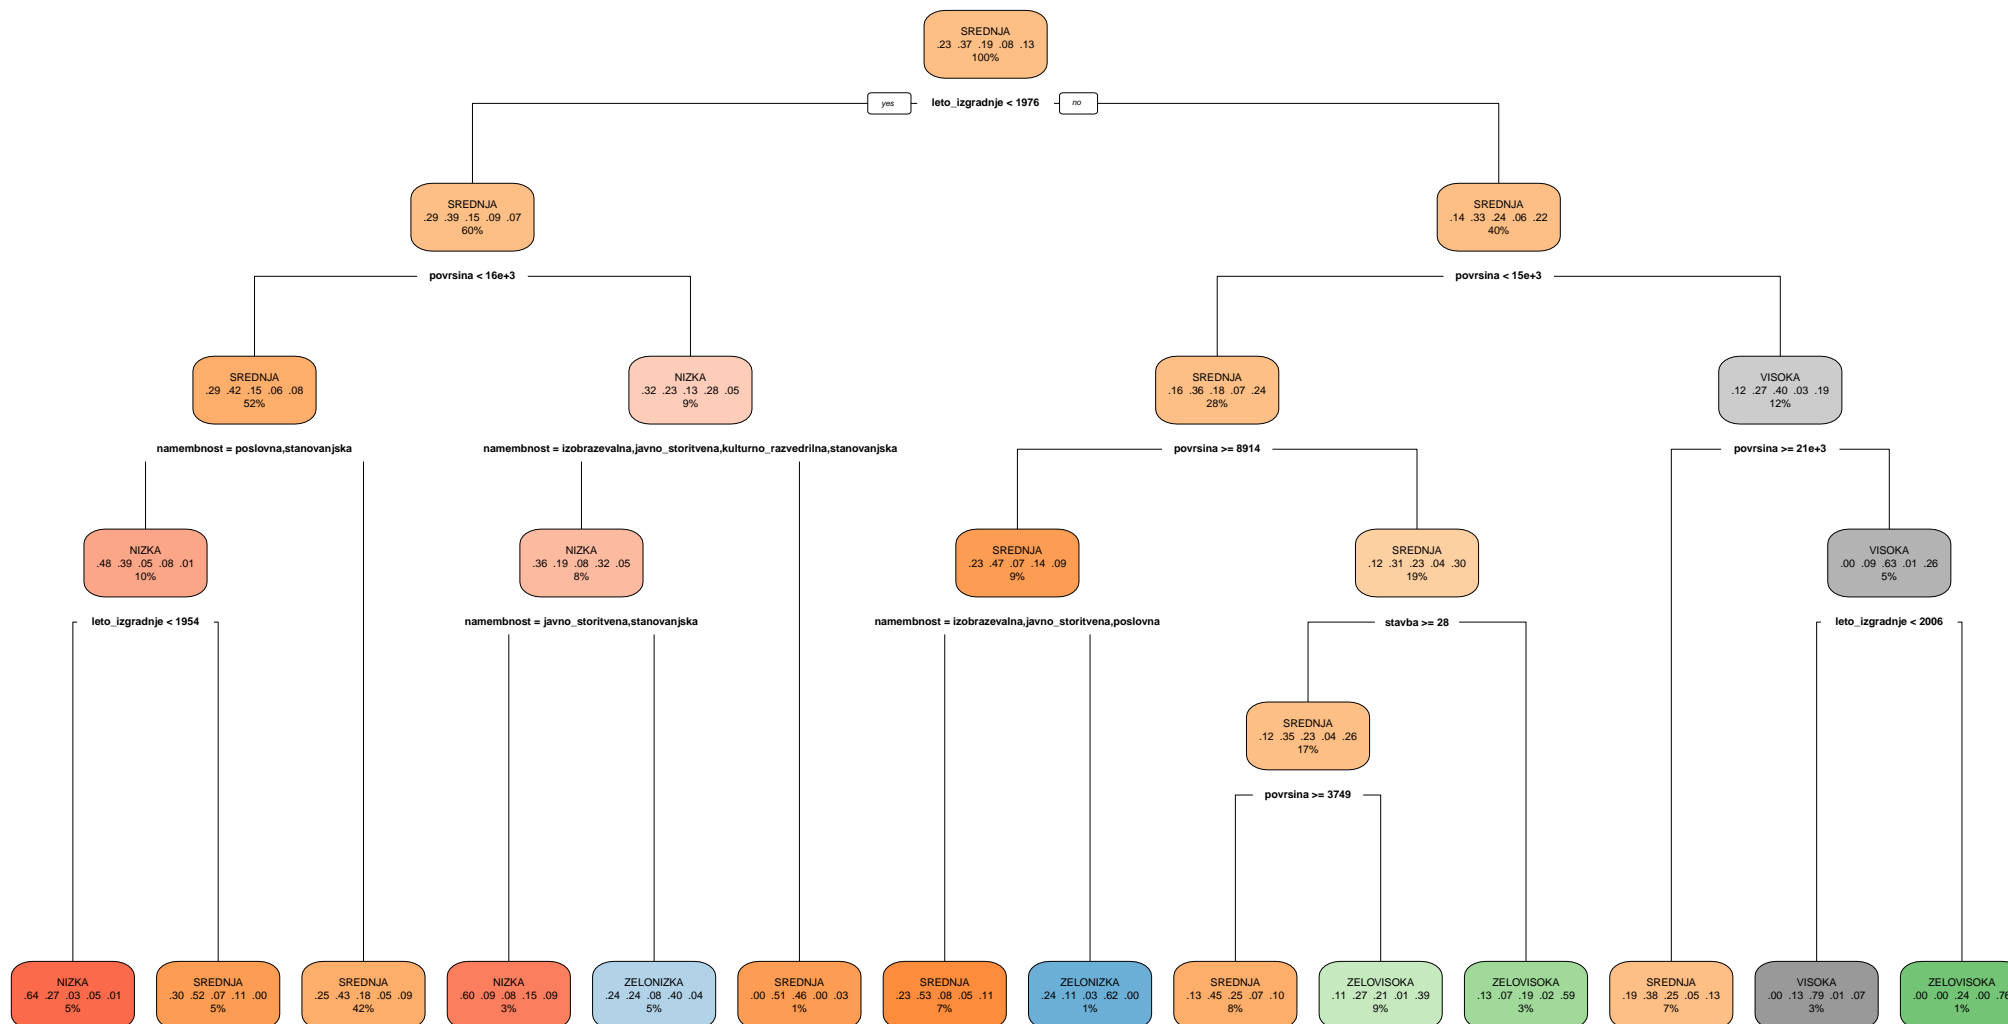 SREDNJA
.23 .37 .19 .08 .13
100%
yes
leto_izgradnje < 1976
no
SREDNJA
.29 .39 .15 .09 .07
60%
SREDNJA
.14 .33 .24 .06 .22
40%
povrsina < 16e+3
povrsina < 15e+3
SREDNJA
.29 .42 .15 .06 .08
52%
NIZKA
.32 .23 .13 .28 .05
9%
SREDNJA
.16 .36 .18 .07 .24
28%
VISOKA
.12 .27 .40 .03 .19
12%
namembnost = poslovna,stanovanjska
namembnost = izobrazevalna,javno_storitvena,kulturno_razvedrilna,stanovanjska
povrsina >= 8914
povrsina >= 21e+3
NIZKA
.48 .39 .05 .08 .01
10%
NIZKA
.36 .19 .08 .32 .05
8%
SREDNJA
.23 .47 .07 .14 .09
9%
SREDNJA
.12 .31 .23 .04 .30
19%
VISOKA
.00 .09 .63 .01 .26
5%
leto_izgradnje < 1954
namembnost = javno_storitvena,stanovanjska
namembnost = izobrazevalna,javno_storitvena,poslovna
stavba >= 28
leto_izgradnje < 2006
SREDNJA
.12 .35 .23 .04 .26
17%
povrsina >= 3749
NIZKA
.64 .27 .03 .05 .01
5%
SREDNJA
.30 .52 .07 .11 .00
5%
SREDNJA
.25 .43 .18 .05 .09
42%
NIZKA
.60 .09 .08 .15 .09
3%
ZELONIZKA
.24 .24 .08 .40 .04
5%
SREDNJA
.00 .51 .46 .00 .03
1%
SREDNJA
.23 .53 .08 .05 .11
7%
ZELONIZKA
.24 .11 .03 .62 .00
1%
SREDNJA
.13 .45 .25 .07 .10
8%
ZELOVISOKA
.11 .27 .21 .01 .39
9%
ZELOVISOKA
.13 .07 .19 .02 .59
3%
SREDNJA
.19 .38 .25 .05 .13
7%
VISOKA
.00 .13 .79 .01 .07
3%
ZELOVISOKA
.00 .00 .24 .00 .76
1%